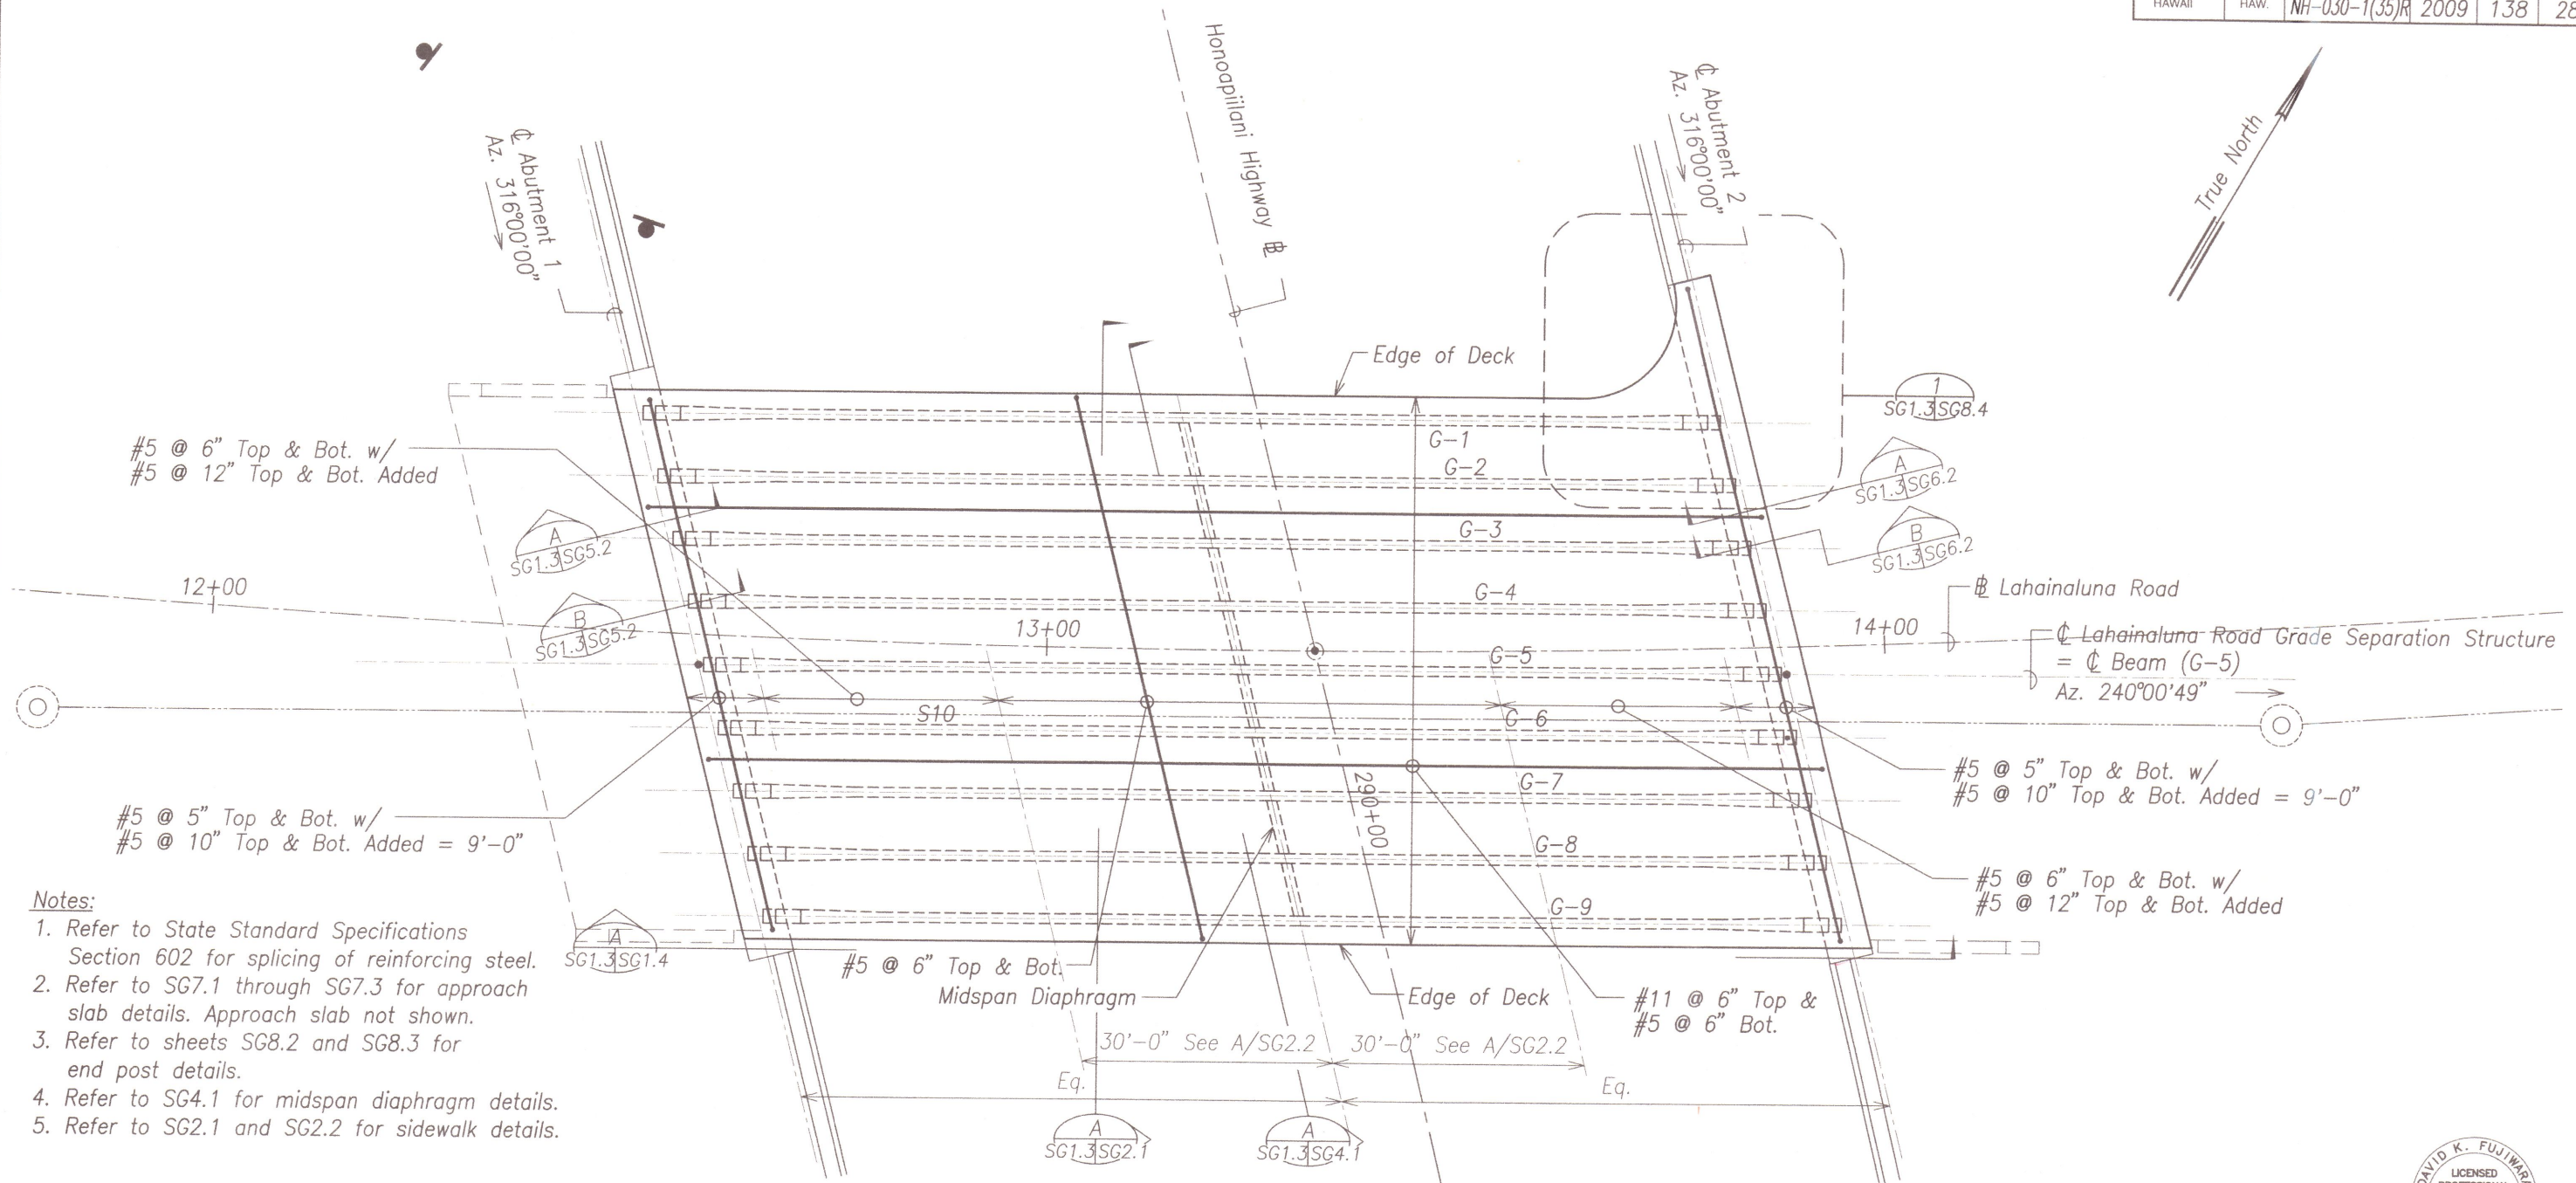 HAWAII HAW. NH-030-1(35)R 2009 138 28
True North
Honoapiilani Highway ℄
℄ Abutment 1
Az. 316°00'00"
℄ Abutment 2
Az. 316°00'00"
Edge of Deck
1
SG1.3 SG8.4
#5 @ 6" Top & Bot. w/
#5 @ 12" Top & Bot. Added
G-1
G-2
A
SG1.3 SG6.2
A
SG1.3 SG5.2
G-3
B
SG1.3 SG6.2
12+00
G-4
B
SG1.3 SG5.2
13+00
14+00
℄ Lahainaluna Road
℄ Lahainaluna Road Grade Separation Structure
= ℄ Beam (G-5)
Az. 240°00'49"
G-5
S10
G-6
G-7
290+00
#5 @ 5" Top & Bot. w/
#5 @ 10" Top & Bot. Added = 9'-0"
#5 @ 5" Top & Bot. w/
#5 @ 10" Top & Bot. Added = 9'-0"
G-8
#5 @ 6" Top & Bot. w/
#5 @ 12" Top & Bot. Added
G-9
Notes:
1. Refer to State Standard Specifications
Section 602 for splicing of reinforcing steel.
2. Refer to SG7.1 through SG7.3 for approach
slab details. Approach slab not shown.
3. Refer to sheets SG8.2 and SG8.3 for
end post details.
4. Refer to SG4.1 for midspan diaphragm details.
5. Refer to SG2.1 and SG2.2 for sidewalk details.
A
SG1.3 SG1.4
#5 @ 6" Top & Bot.
Midspan Diaphragm
Edge of Deck
#11 @ 6" Top &
#5 @ 6" Bot.
30'-0" See A/SG2.2
30'-0" See A/SG2.2
Eq.
Eq.
A
SG1.3 SG2.1
A
SG1.3 SG4.1
DAVID K. FUJIWARA
LICENSED